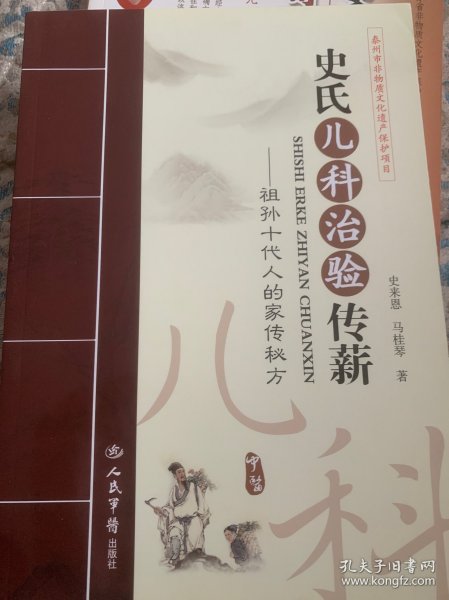 泰州市非物质文化遗产保护项目
史氏儿科治验传薪
SHISHI ERKE ZHIYAN CHUANXIN
——祖孙十代人的家传秘方
史来恩 马桂琴 著
儿科
中醫
人民军医出版社
孔夫子旧书网
www.kongfz.com